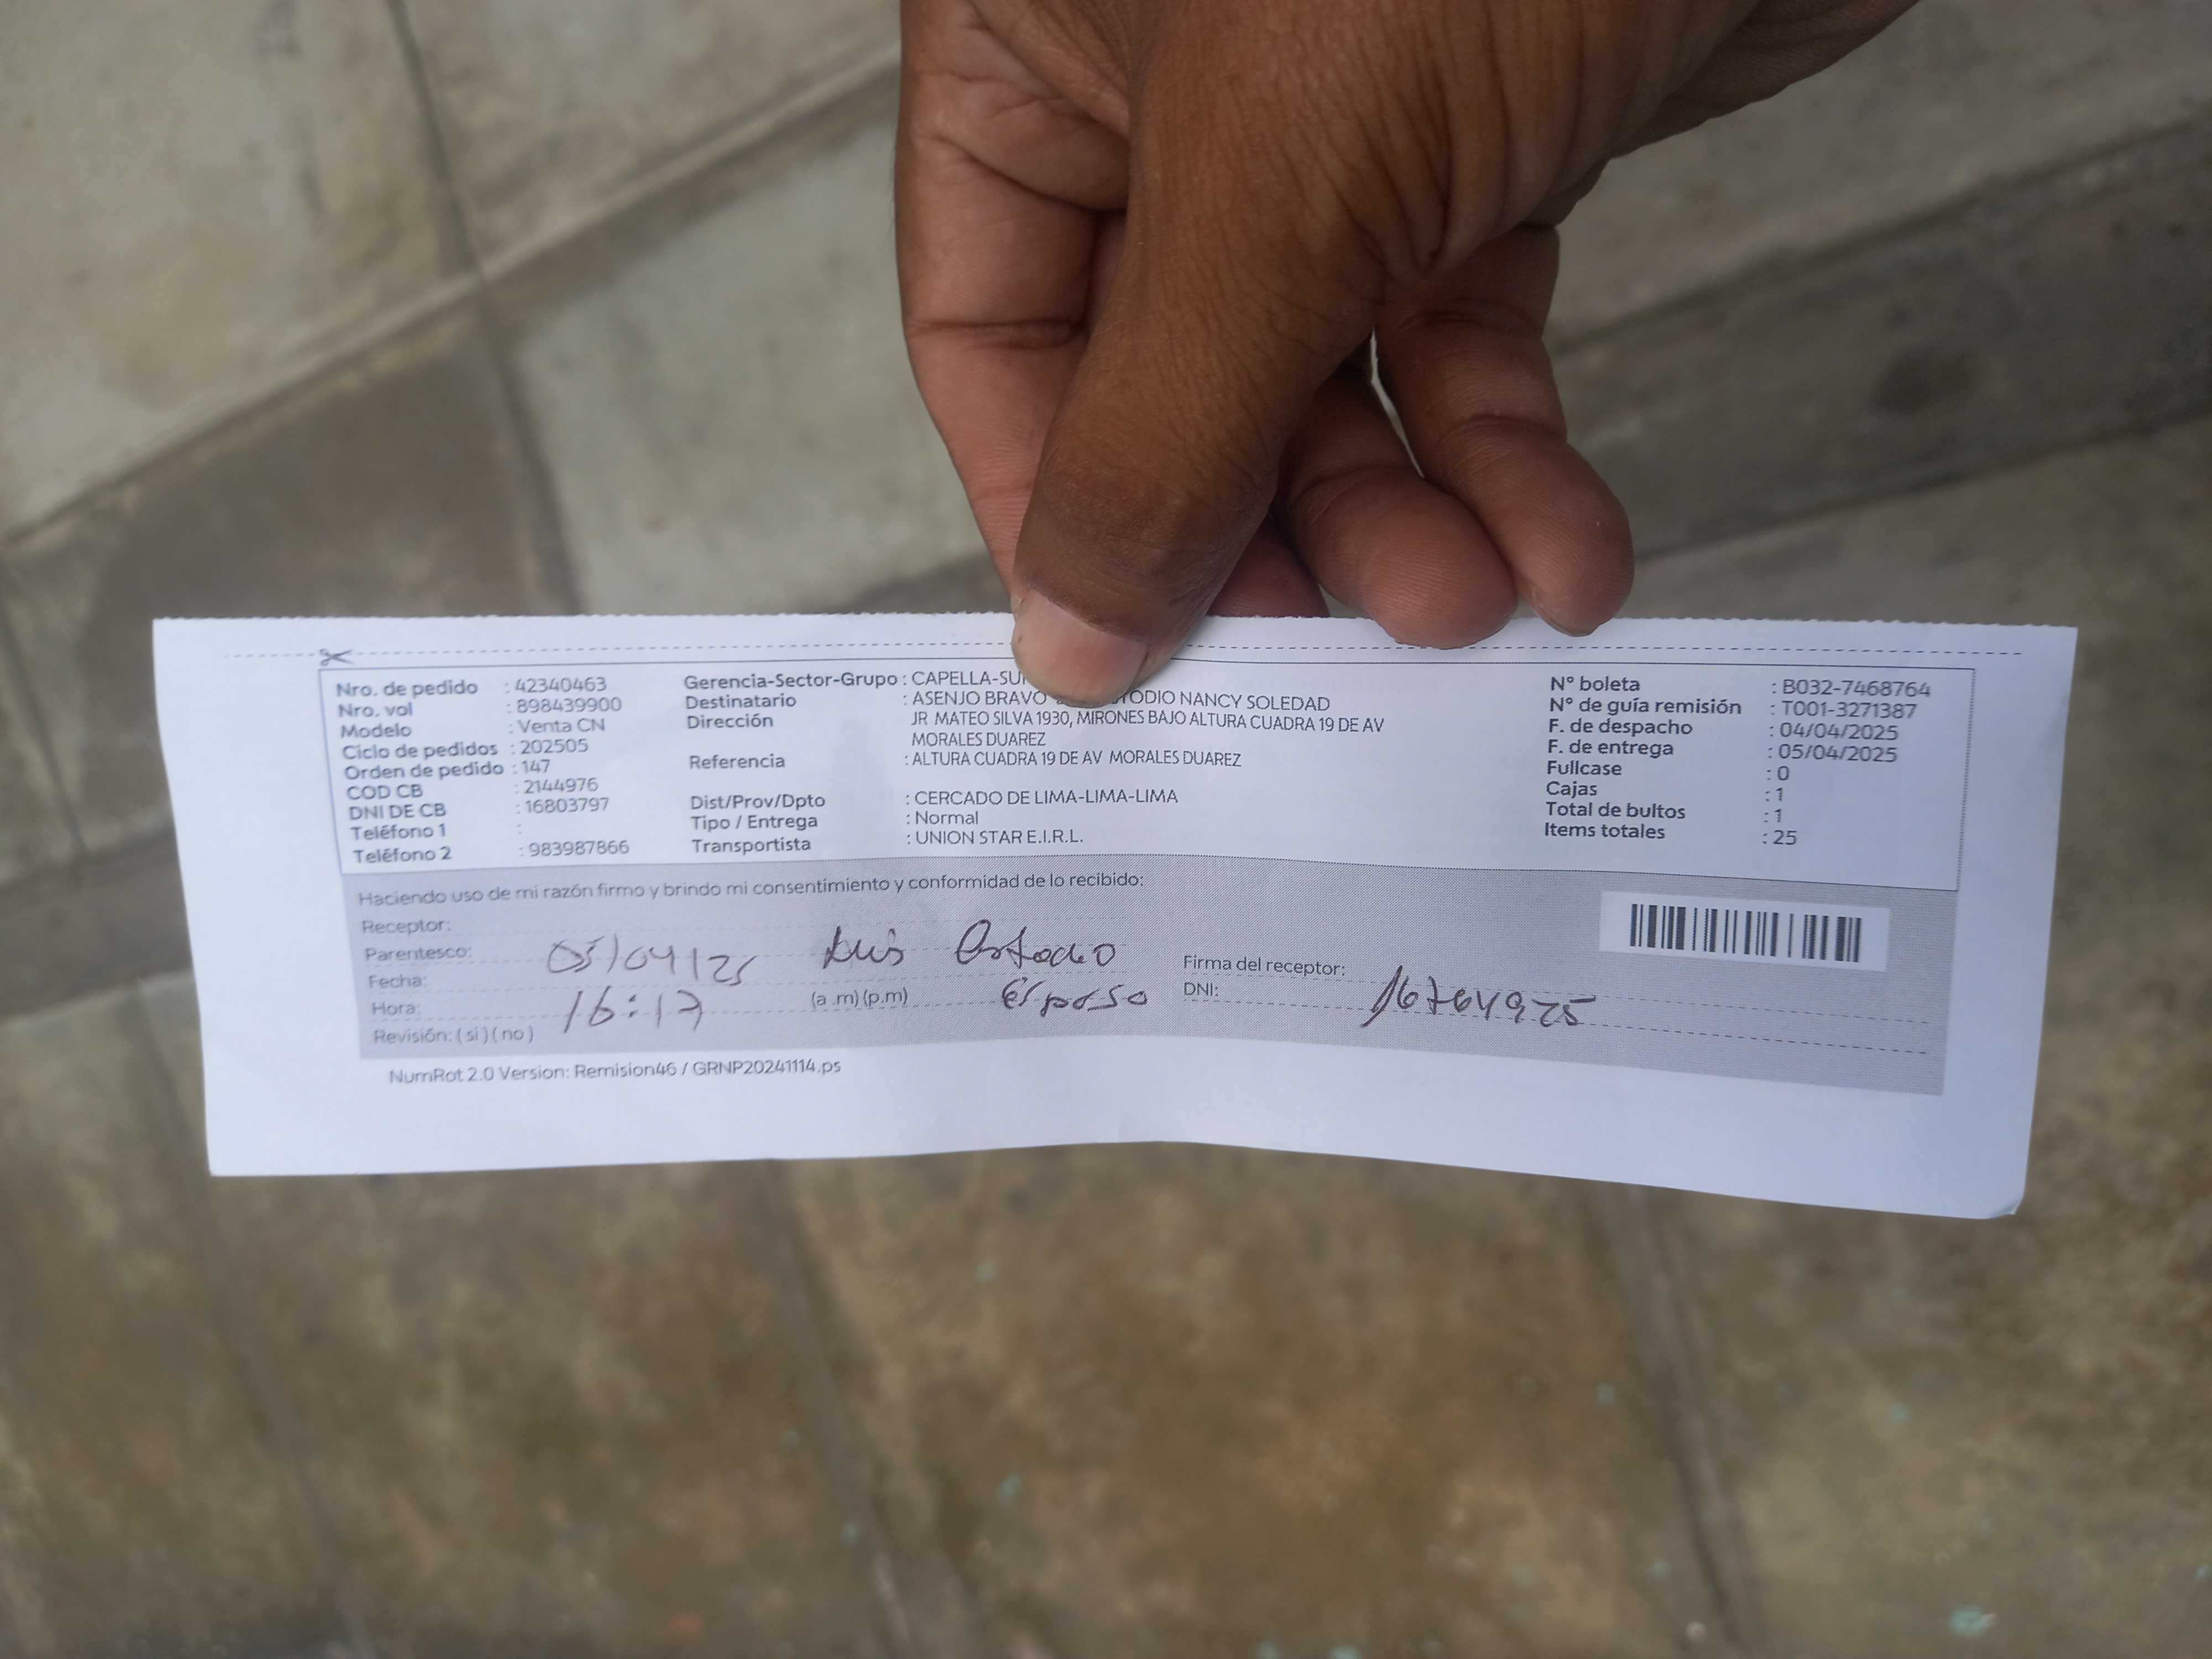 Nro. de pedido : 42340463
Nro. vol : 898439900
Modelo : Venta CN
Ciclo de pedidos : 202505
Orden de pedido : 147
COD CB : 2144976
DNI DE CB : 16803797
Teléfono 1 :
Teléfono 2 : 983987866
Gerencia-Sector-Grupo : CAPELLA-
Destinatario : ASENJO BRAVO NANCY SOLEDAD
Dirección JR MATEO SILVA 1930, MIRONES BAJO ALTURA CUADRA 19 DE AV
MORALES DUAREZ
Referencia : ALTURA CUADRA 19 DE AV MORALES DUAREZ
Dist/Prov/Dpto : CERCADO DE LIMA-LIMA-LIMA
Tipo / Entrega : Normal
Transportista : UNION STAR E.I.R.L.
N° boleta : B032-7468764
N° de guía remisión : T001-3271387
F. de despacho : 04/04/2025
F. de entrega : 05/04/2025
Fullcase : 0
Cajas : 1
Total de bultos : 1
Items totales : 25
Haciendo uso de mi razón firmo y brindo mi consentimiento y conformidad de lo recibido:
Receptor:
Parentesco: Luis
Fecha: 05/04/25
Hora: 16:17 (a .m) (p.m) Esposo
Revisión: ( si ) ( no )
Firma del receptor:
DNI: 16764925
NumRot 2.0 Version: Remision46 / GRNP20241114.ps